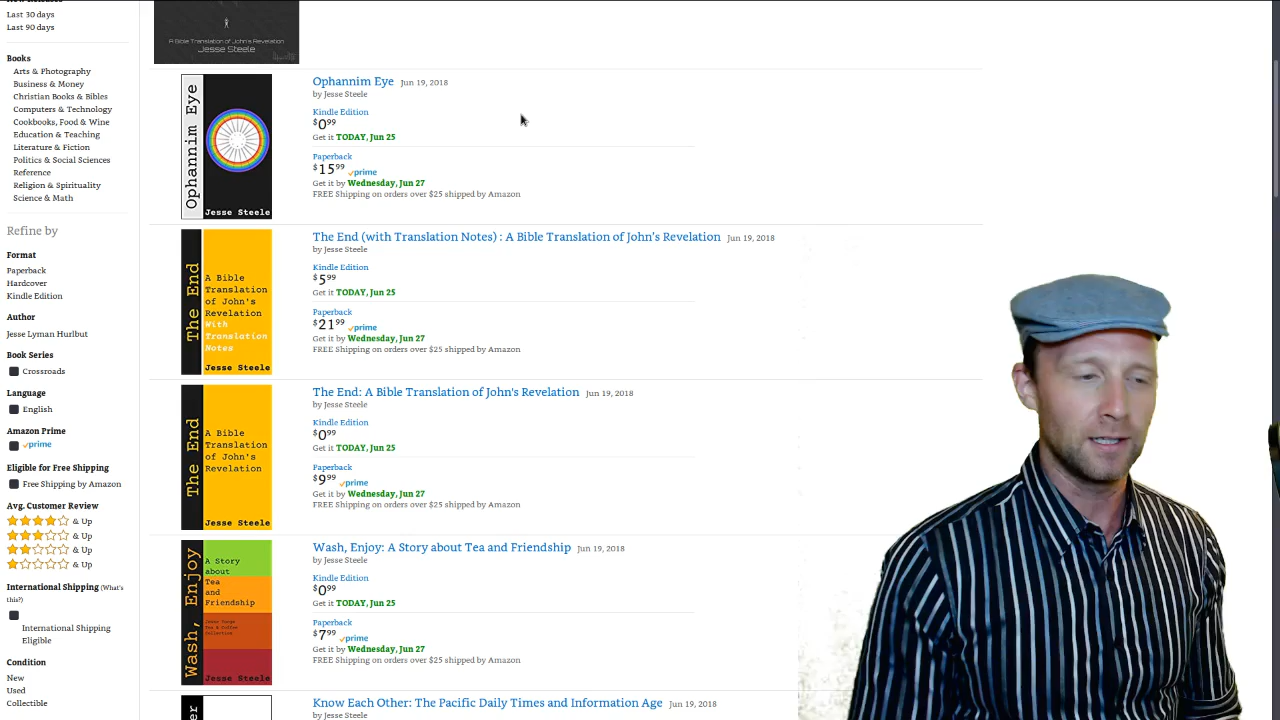 New Releases
Last 30 days
Last 90 days
Books
Arts & Photography
Business & Money
Christian Books & Bibles
Computers & Technology
Cookbooks, Food & Wine
Education & Teaching
Literature & Fiction
Politics & Social Sciences
Reference
Religion & Spirituality
Science & Math
Refine by
Format
Paperback
Hardcover
Kindle Edition
Author
Jesse Lyman Hurlbut
Book Series
Crossroads
Language
English
Amazon Prime
prime
Eligible for Free Shipping
Free Shipping by Amazon
Avg. Customer Review
& Up
& Up
& Up
& Up
International Shipping (What's
this?)
International Shipping
Eligible
Condition
New
Used
Collectible
A Bible Translation of John's Revelation
Jesse Steele
Ophannim Eye
Jesse Steele
Ophannim Eye Jun 19, 2018
by Jesse Steele
Kindle Edition
$0.99
Get it TODAY, Jun 25
Paperback
$15.99 prime
Get it by Wednesday, Jun 27
FREE Shipping on orders over $25 shipped by Amazon
The End
A Bible
Translation
of John's
Revelation
With
Translation
Notes
Jesse Steele
The End (with Translation Notes) : A Bible Translation of John's Revelation Jun 19, 2018
by Jesse Steele
Kindle Edition
$5.99
Get it TODAY, Jun 25
Paperback
$21.99 prime
Get it by Wednesday, Jun 27
FREE Shipping on orders over $25 shipped by Amazon
The End
A Bible
Translation
of John's
Revelation
Jesse Steele
The End: A Bible Translation of John's Revelation Jun 19, 2018
by Jesse Steele
Kindle Edition
$0.99
Get it TODAY, Jun 25
Paperback
$9.99 prime
Get it by Wednesday, Jun 27
FREE Shipping on orders over $25 shipped by Amazon
Wash, Enjoy
A Story
about
Tea
and
Friendship
Tea & Coffee
Collection
Jesse Steele
Wash, Enjoy: A Story about Tea and Friendship Jun 19, 2018
by Jesse Steele
Kindle Edition
$0.99
Get it TODAY, Jun 25
Paperback
$7.99 prime
Get it by Wednesday, Jun 27
FREE Shipping on orders over $25 shipped by Amazon
Know Each Other: The Pacific Daily Times and Information Age Jun 19, 2018
by Jesse Steele